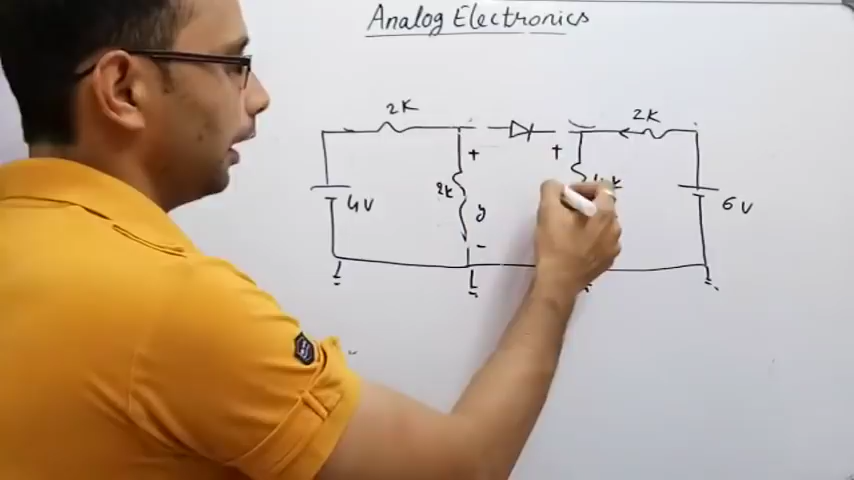 Analog Electronics
2K
2K
+
+
2K
y
4V
6V
-